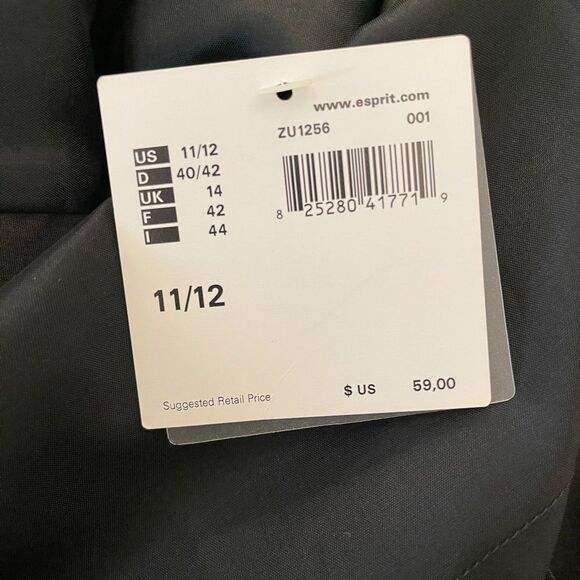 www.esprit.com
ZU1256 001
US 11/12
D 40/42
UK 14
F 42
I 44
8 25280 41771 9
11/12
Suggested Retail Price $ US 59,00